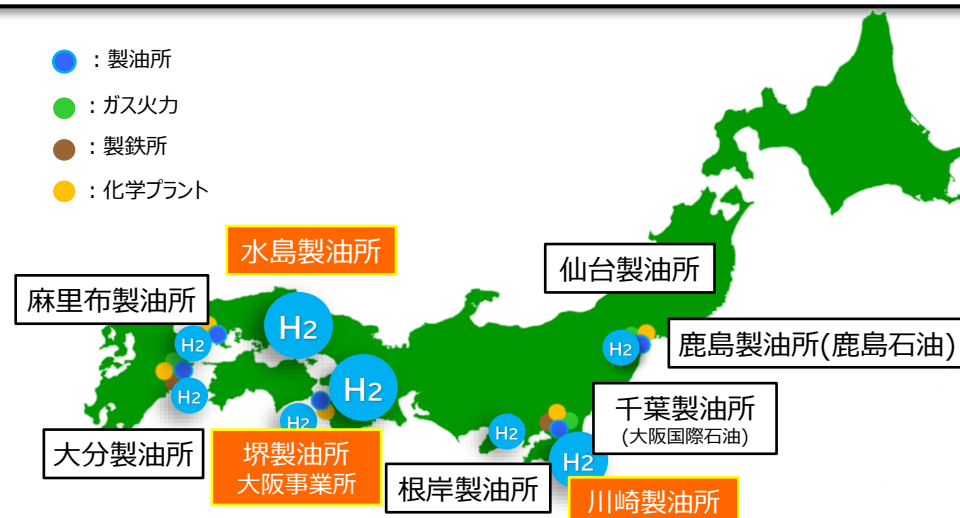 ：製油所
：ガス火力
：製鉄所
：化学プラント
水島製油所
仙台製油所
麻里布製油所
H2
H2
H2
鹿島製油所(鹿島石油)
H2
H2
千葉製油所
(大阪国際石油)
H2
H2
大分製油所
堺製油所
大阪事業所
H2
根岸製油所
川崎製油所